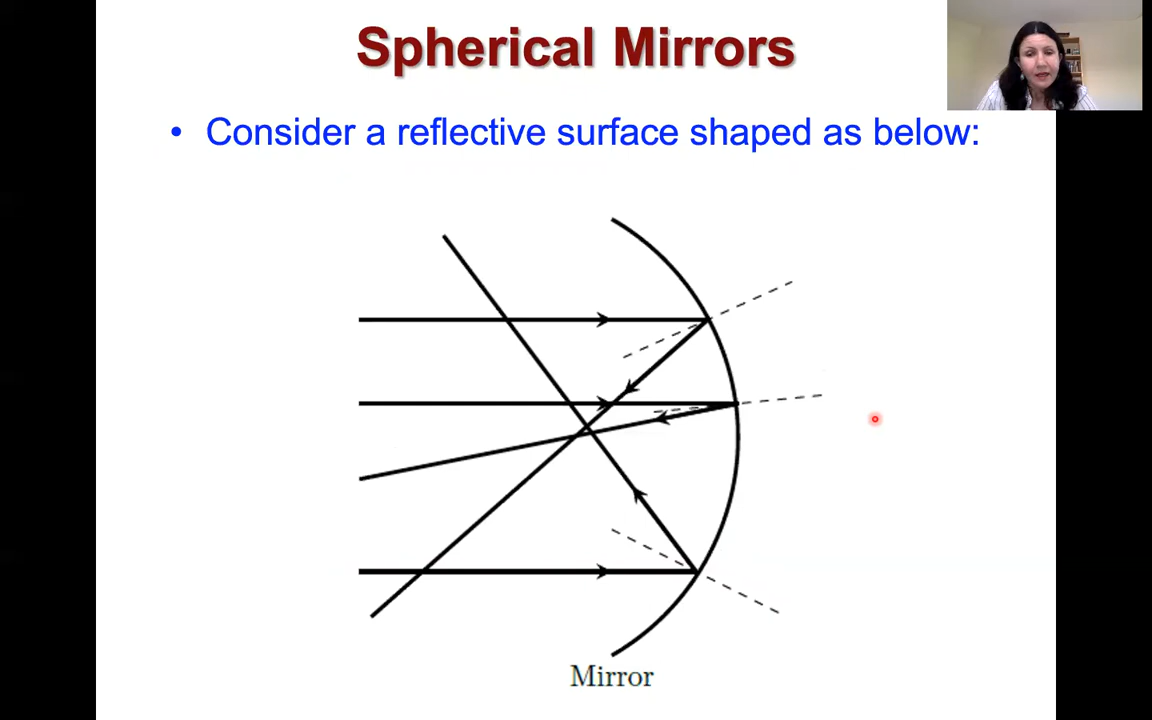 Spherical Mirrors
• Consider a reflective surface shaped as below:
Mirror